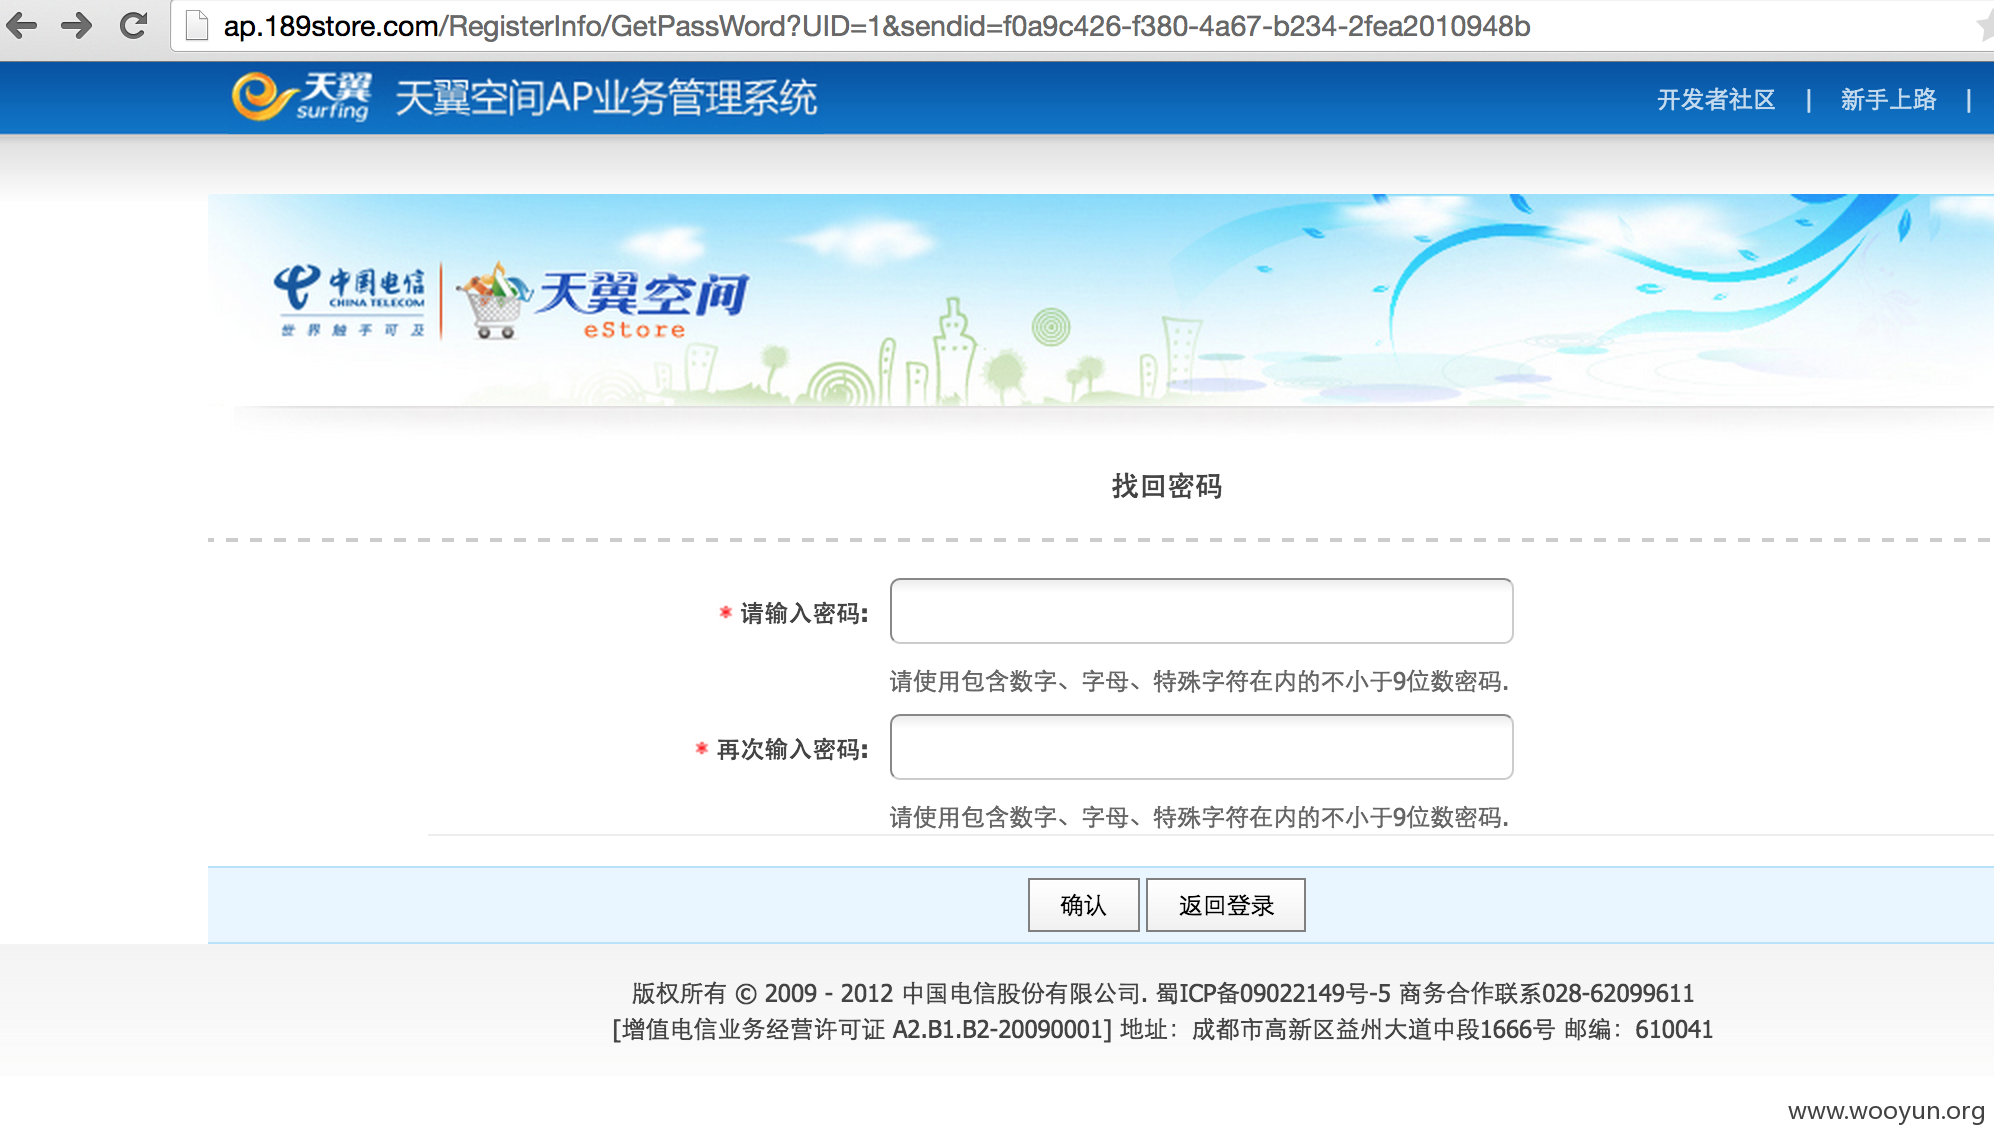 ap.189store.com/RegisterInfo/GetPassWord?UID=1&sendid=f0a9c426-f380-4a67-b234-2fea2010948b
天翼 surfing 天翼空间AP业务管理系统 开发者社区 | 新手上路 |
中国电信 CHINA TELECOM 世界触手可及 天翼空间 eStore
找回密码
* 请输入密码:
请使用包含数字、字母、特殊字符在内的不小于9位数密码.
* 再次输入密码:
请使用包含数字、字母、特殊字符在内的不小于9位数密码.
确认 返回登录
版权所有 © 2009 - 2012 中国电信股份有限公司. 蜀ICP备09022149号-5 商务合作联系028-62099611
[增值电信业务经营许可证 A2.B1.B2-20090001] 地址：成都市高新区益州大道中段1666号 邮编：610041
www.wooyun.org